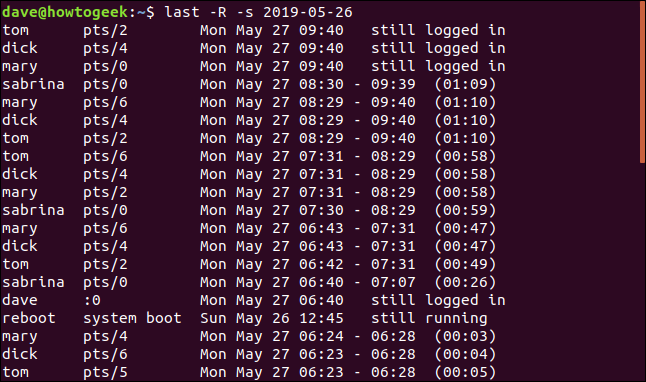 dave@howtogeek:~$ last -R -s 2019-05-26
tom      pts/2        Mon May 27 09:40   still logged in
dick     pts/4        Mon May 27 09:40   still logged in
mary     pts/0        Mon May 27 09:40   still logged in
sabrina  pts/0        Mon May 27 08:30 - 09:39  (01:09)
mary     pts/6        Mon May 27 08:29 - 09:40  (01:10)
dick     pts/4        Mon May 27 08:29 - 09:40  (01:10)
tom      pts/2        Mon May 27 08:29 - 09:40  (01:10)
tom      pts/6        Mon May 27 07:31 - 08:29  (00:58)
dick     pts/4        Mon May 27 07:31 - 08:29  (00:58)
mary     pts/2        Mon May 27 07:31 - 08:29  (00:58)
sabrina  pts/0        Mon May 27 07:30 - 08:29  (00:59)
mary     pts/6        Mon May 27 06:43 - 07:31  (00:47)
dick     pts/4        Mon May 27 06:43 - 07:31  (00:47)
tom      pts/2        Mon May 27 06:42 - 07:31  (00:49)
sabrina  pts/0        Mon May 27 06:40 - 07:07  (00:26)
dave     :0           Mon May 27 06:40   still logged in
reboot   system boot  Sun May 26 12:45   still running
mary     pts/4        Mon May 27 06:24 - 06:28  (00:03)
dick     pts/6        Mon May 27 06:23 - 06:28  (00:04)
tom      pts/5        Mon May 27 06:23 - 06:28  (00:05)